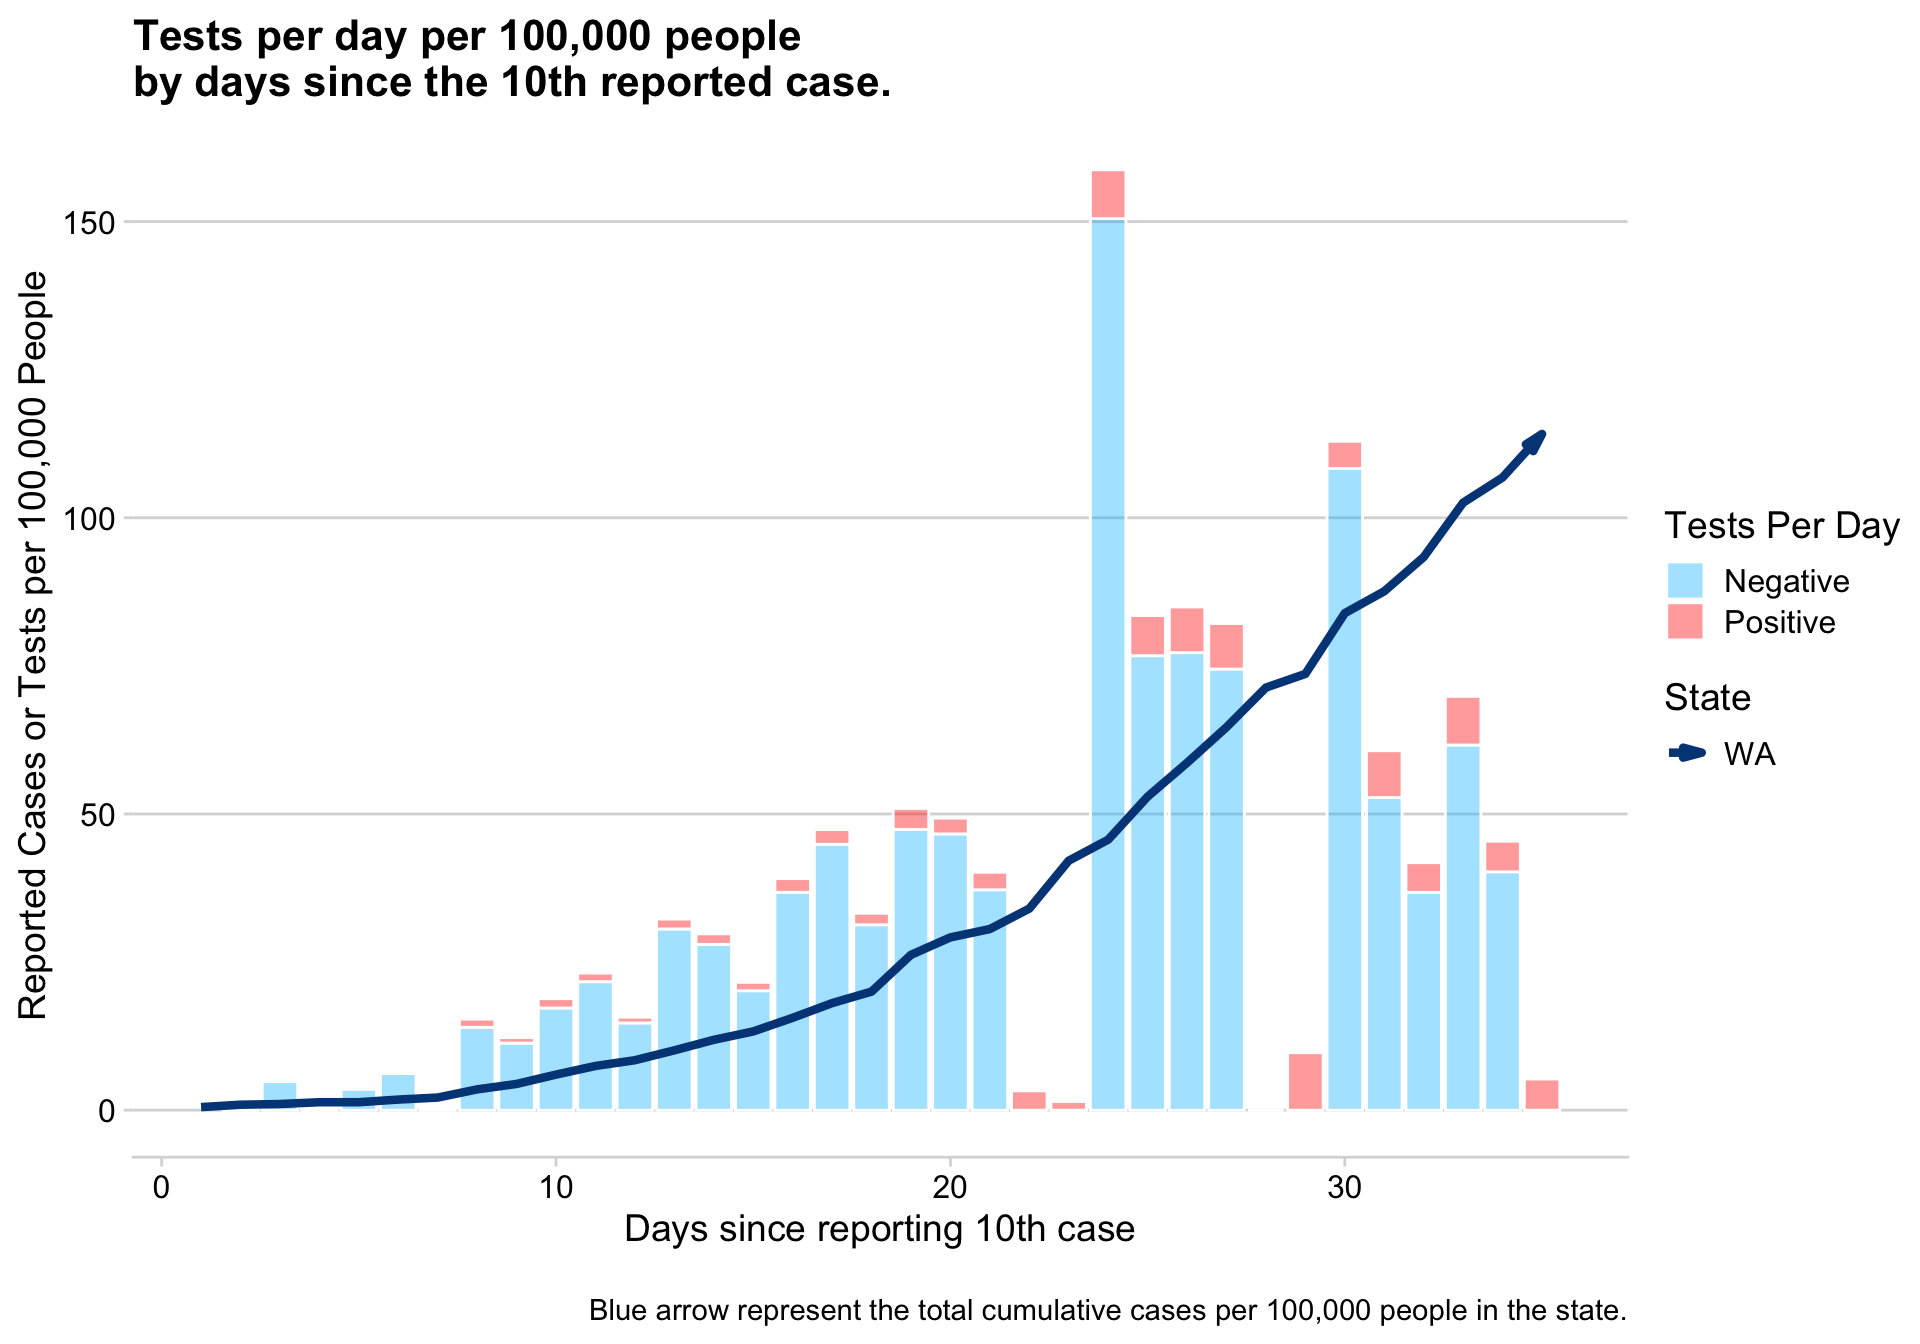 Tests per day per 100,000 people
by days since the 10th reported case.
Reported Cases or Tests per 100,000 People
150
100
50
0
0
10
20
30
Days since reporting 10th case
Tests Per Day
Negative
Positive
State
WA
Blue arrow represent the total cumulative cases per 100,000 people in the state.